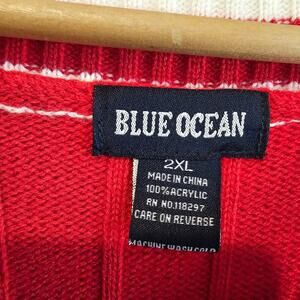 BLUE OCEAN
2XL
MADE IN CHINA
100% ACRYLIC
RN NO.118297
CARE ON REVERSE
MACHINE WASH COLD